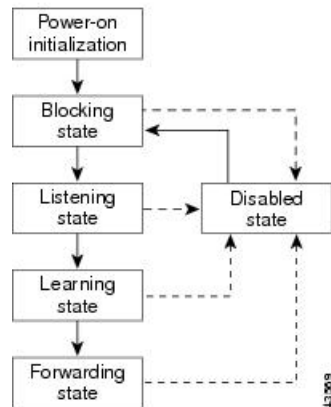 Power-on
initialization
Blocking
state
Listening
state
Disabled
state
Learning
state
Forwarding
state